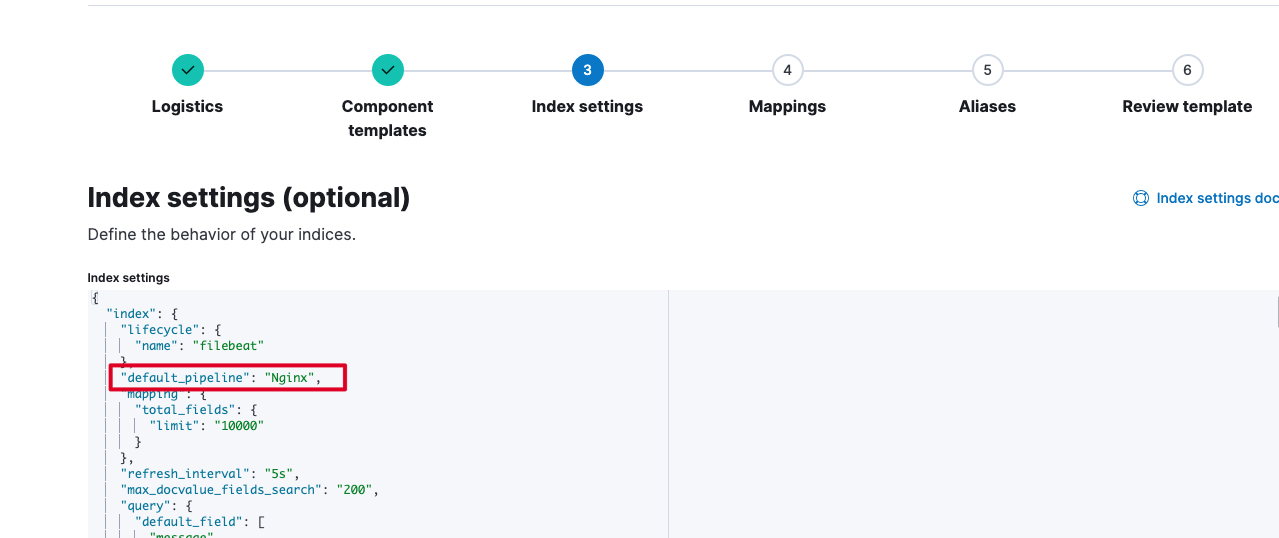 3 4 5 6
Logistics Component templates Index settings Mappings Aliases Review template
Index settings (optional)
Index settings doc
Define the behavior of your indices.
Index settings
{
"index": {
"lifecycle": {
"name": "filebeat"
},
"default_pipeline": "Nginx",
"mapping": {
"total_fields": {
"limit": "10000"
}
},
"refresh_interval": "5s",
"max_docvalue_fields_search": "200",
"query": {
"default_field": [
"message"